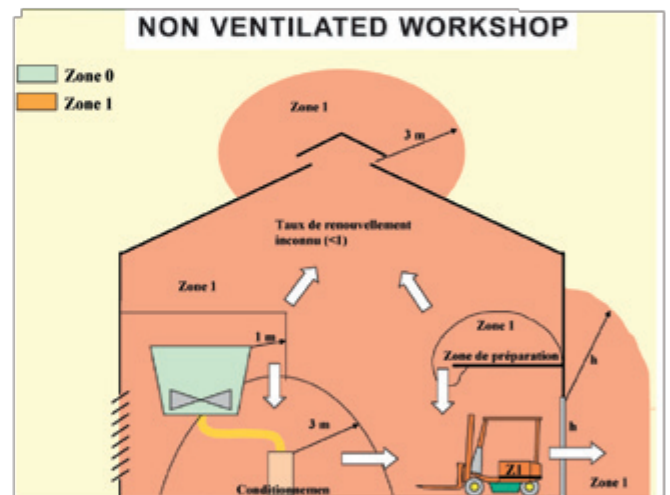 NON VENTILATED WORKSHOP
Zone 0
Zone 1
Zone 1
3 m
Taux de renouvellement
inconnu (<1)
Zone 1
1 m
Zone 1
Zone de préparation
h
h
3 m
Z1
Conditionnemen
Zone 1